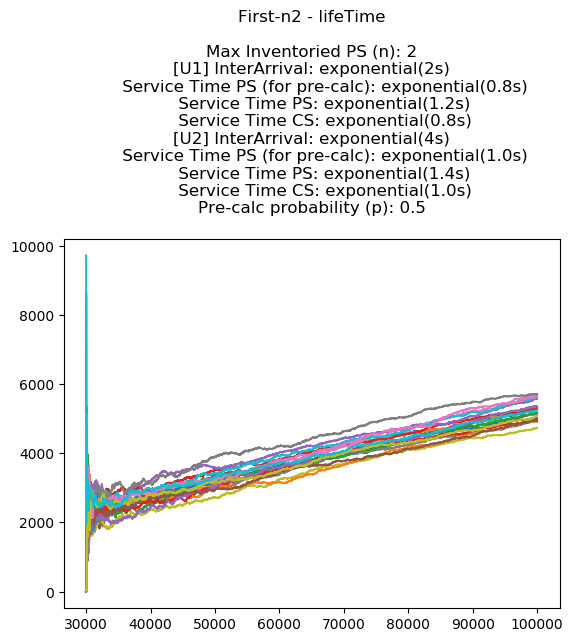 First-n2 - lifeTime
Max Inventoried PS (n): 2
[U1] InterArrival: exponential(2s)
Service Time PS (for pre-calc): exponential(0.8s)
Service Time PS: exponential(1.2s)
Service Time CS: exponential(0.8s)
[U2] InterArrival: exponential(4s)
Service Time PS (for pre-calc): exponential(1.0s)
Service Time PS: exponential(1.4s)
Service Time CS: exponential(1.0s)
Pre-calc probability (p): 0.5
10000
8000
6000
4000
2000
0
30000 40000 50000 60000 70000 80000 90000 100000